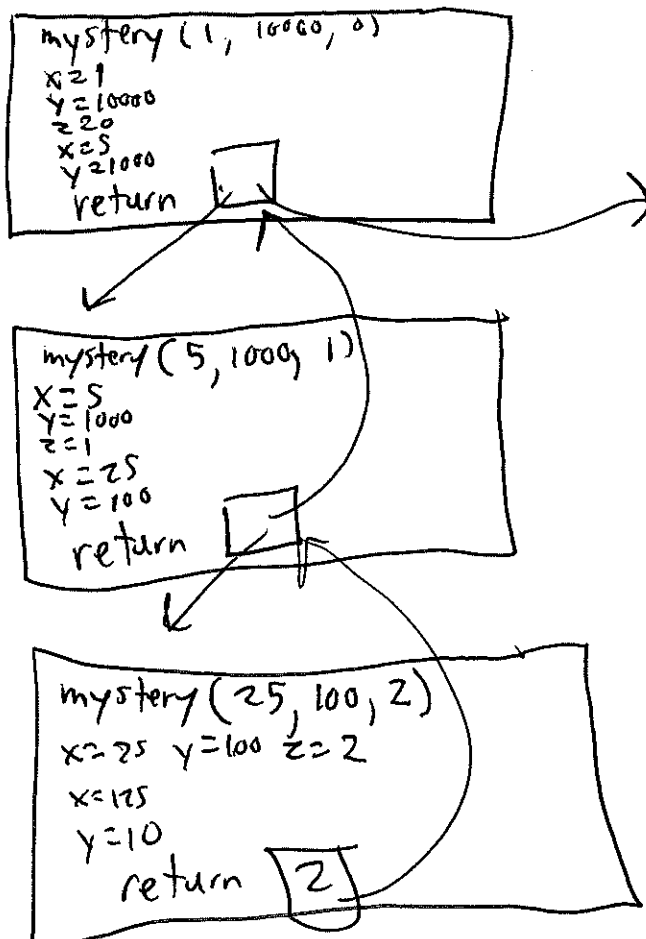 mystery (1, 10000, 0)
x=1
y=10000
z=0
x=5
y=1000
return
mystery (5, 1000, 1)
x=5
y=1000
z=1
x=25
y=100
return
mystery (25, 100, 2)
x=25 y=100 z=2
x=125
y=10
return 2